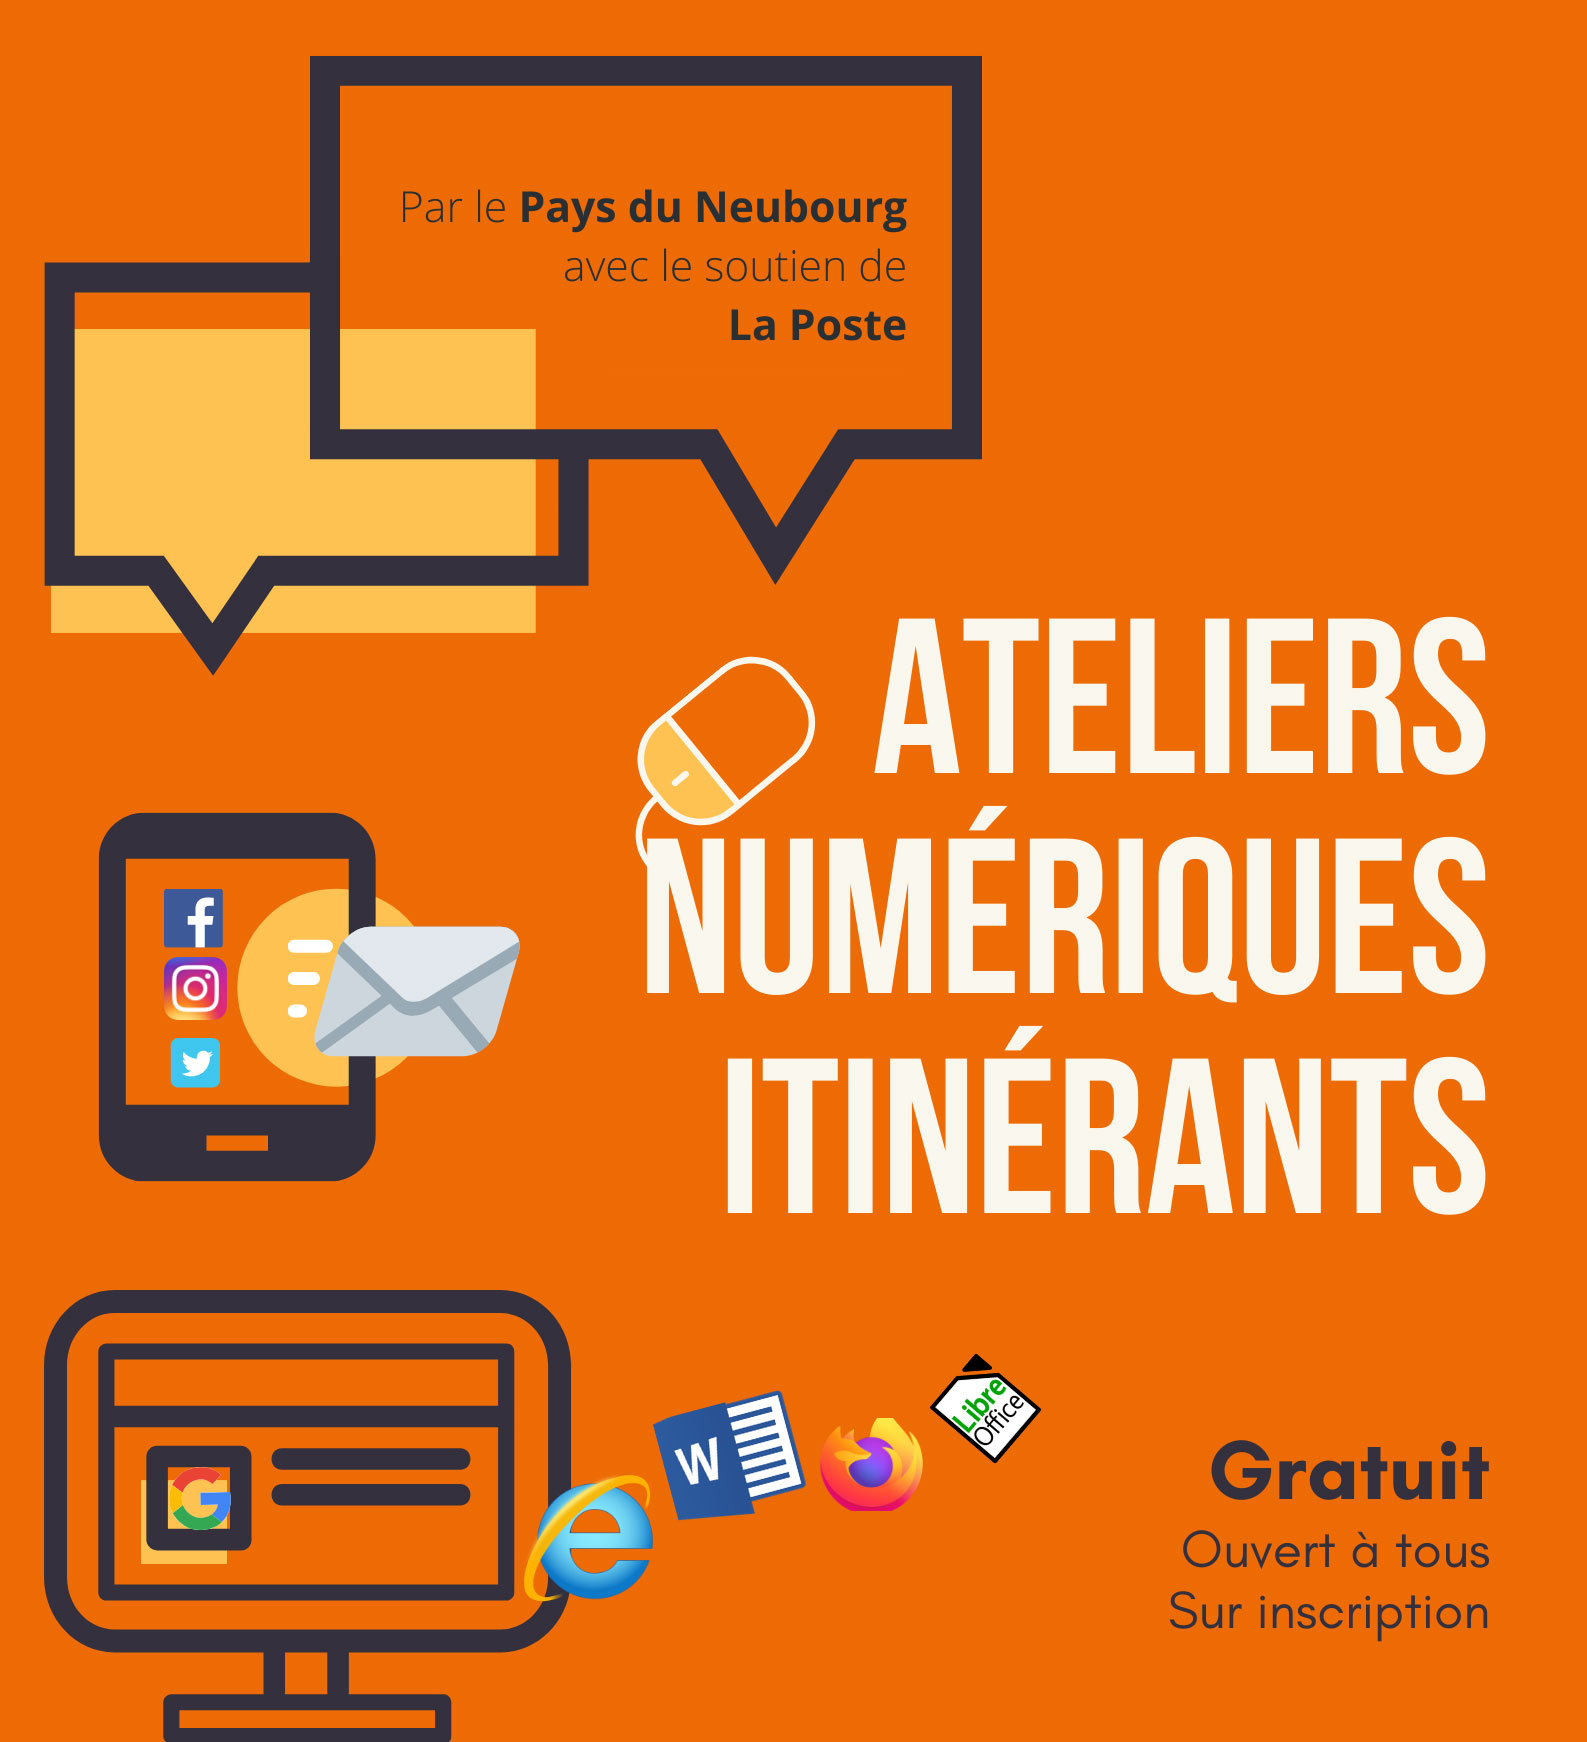 Par le Pays du Neubourg
avec le soutien de
La Poste
ATELIERS
NUMÉRIQUES
ITINÉRANTS
W
Libre
Office
Gratuit
Ouvert à tous
Sur inscription